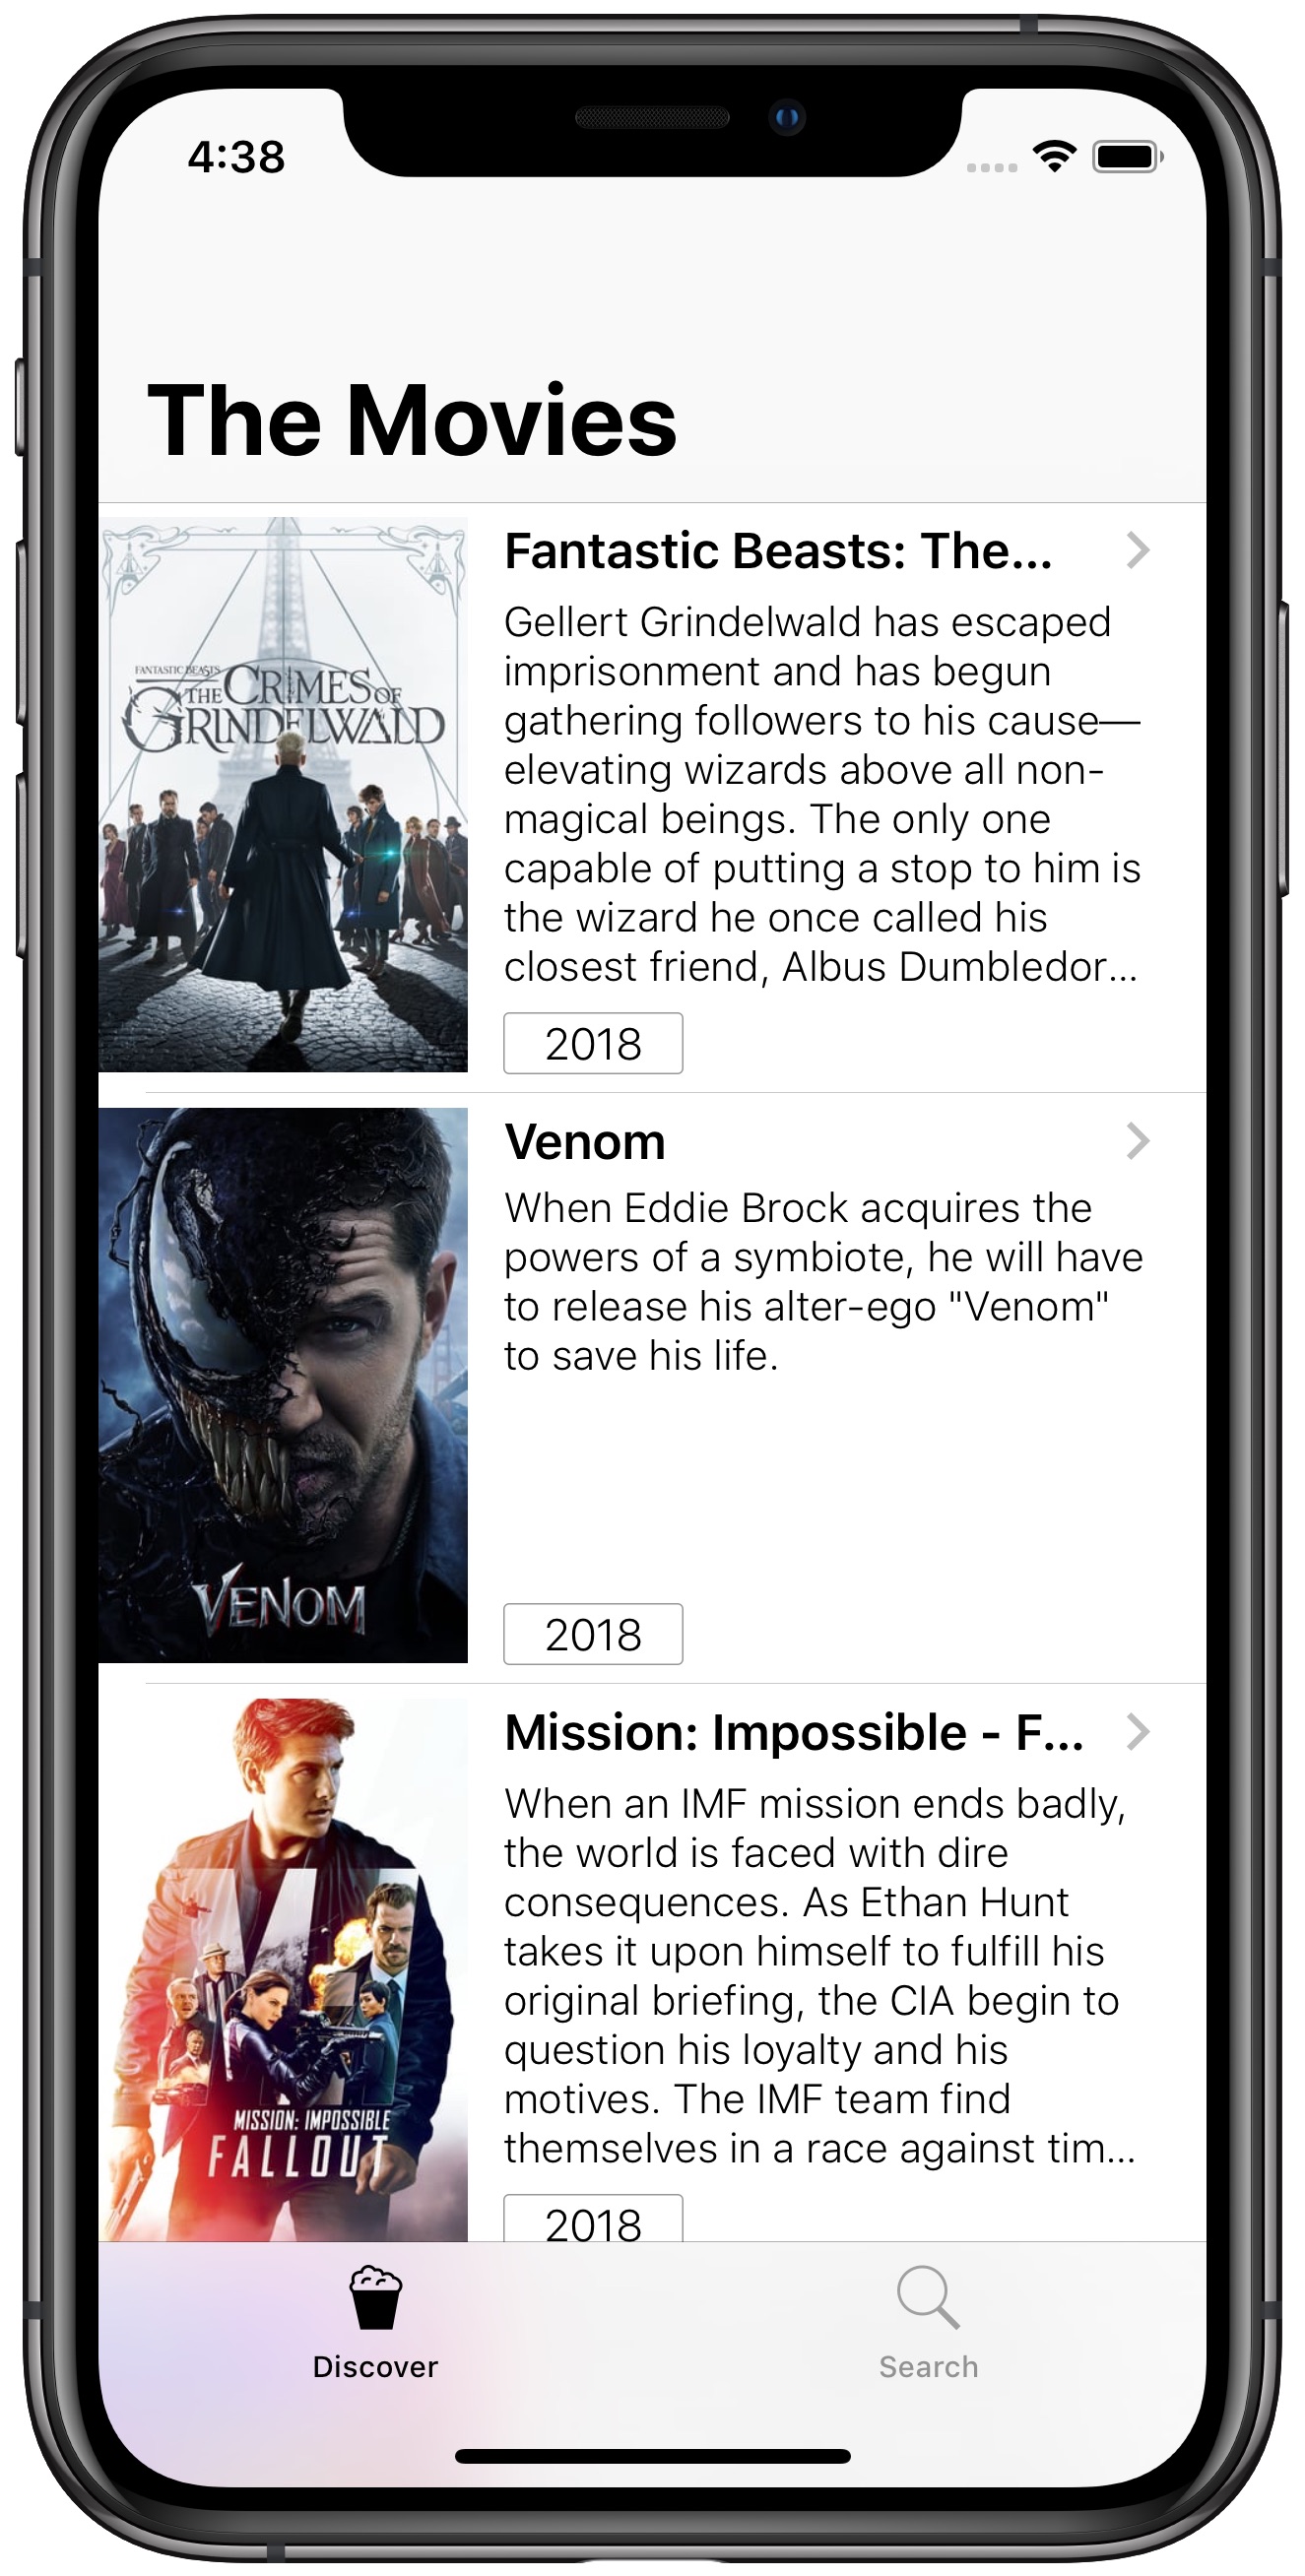 4:38
The Movies
FANTASTIC BEASTS
THE CRIMES OF
GRINDELWALD
Fantastic Beasts: The...
Gellert Grindelwald has escaped
imprisonment and has begun
gathering followers to his cause—
elevating wizards above all non-
magical beings. The only one
capable of putting a stop to him is
the wizard he once called his
closest friend, Albus Dumbledor...
2018
VENOM
Venom
When Eddie Brock acquires the
powers of a symbiote, he will have
to release his alter-ego "Venom"
to save his life.
2018
MISSION: IMPOSSIBLE
FALLOUT
Mission: Impossible - F...
When an IMF mission ends badly,
the world is faced with dire
consequences. As Ethan Hunt
takes it upon himself to fulfill his
original briefing, the CIA begin to
question his loyalty and his
motives. The IMF team find
themselves in a race against tim...
2018
Discover
Search